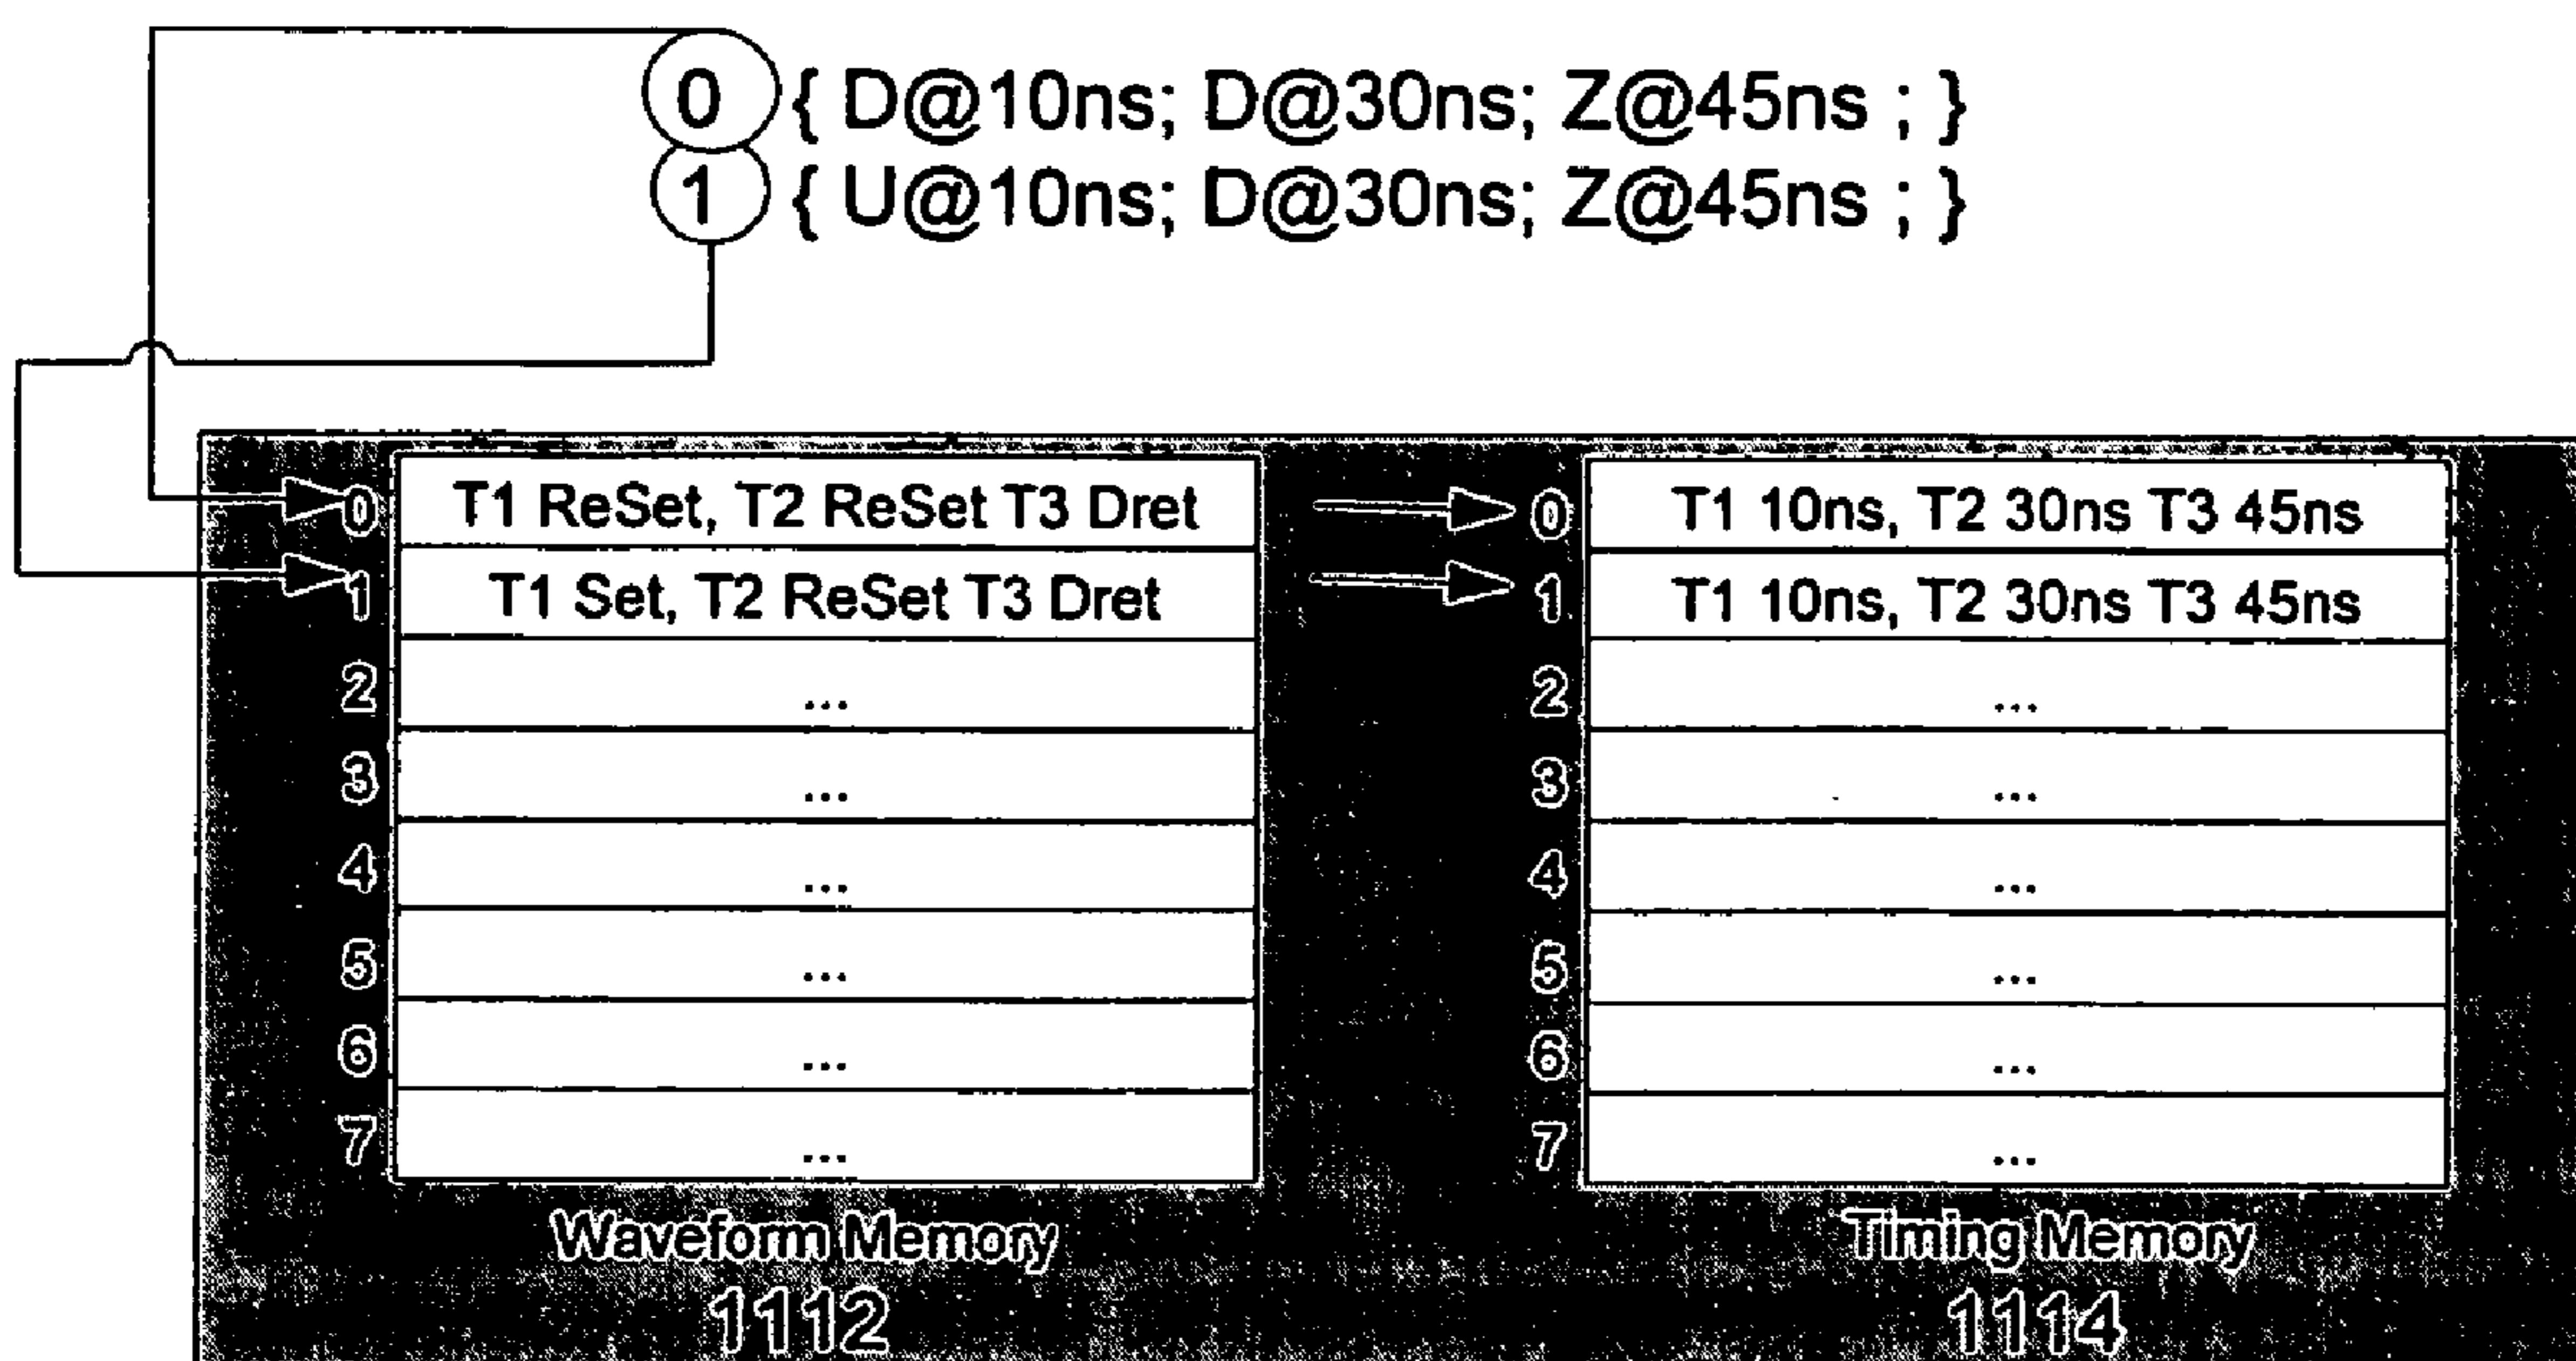 0 { D@10ns; D@30ns; Z@45ns ; }
1 { U@10ns; D@30ns; Z@45ns ; }
0 T1 ReSet, T2 ReSet T3 Dret 0 T1 10ns, T2 30ns T3 45ns
1 T1 Set, T2 ReSet T3 Dret 1 T1 10ns, T2 30ns T3 45ns
2 ... 2 ...
3 ... 3 ...
4 ... 4 ...
5 ... 5 ...
6 ... 6 ...
7 ... 7 ...
Waveform Memory Timing Memory
1112 1114